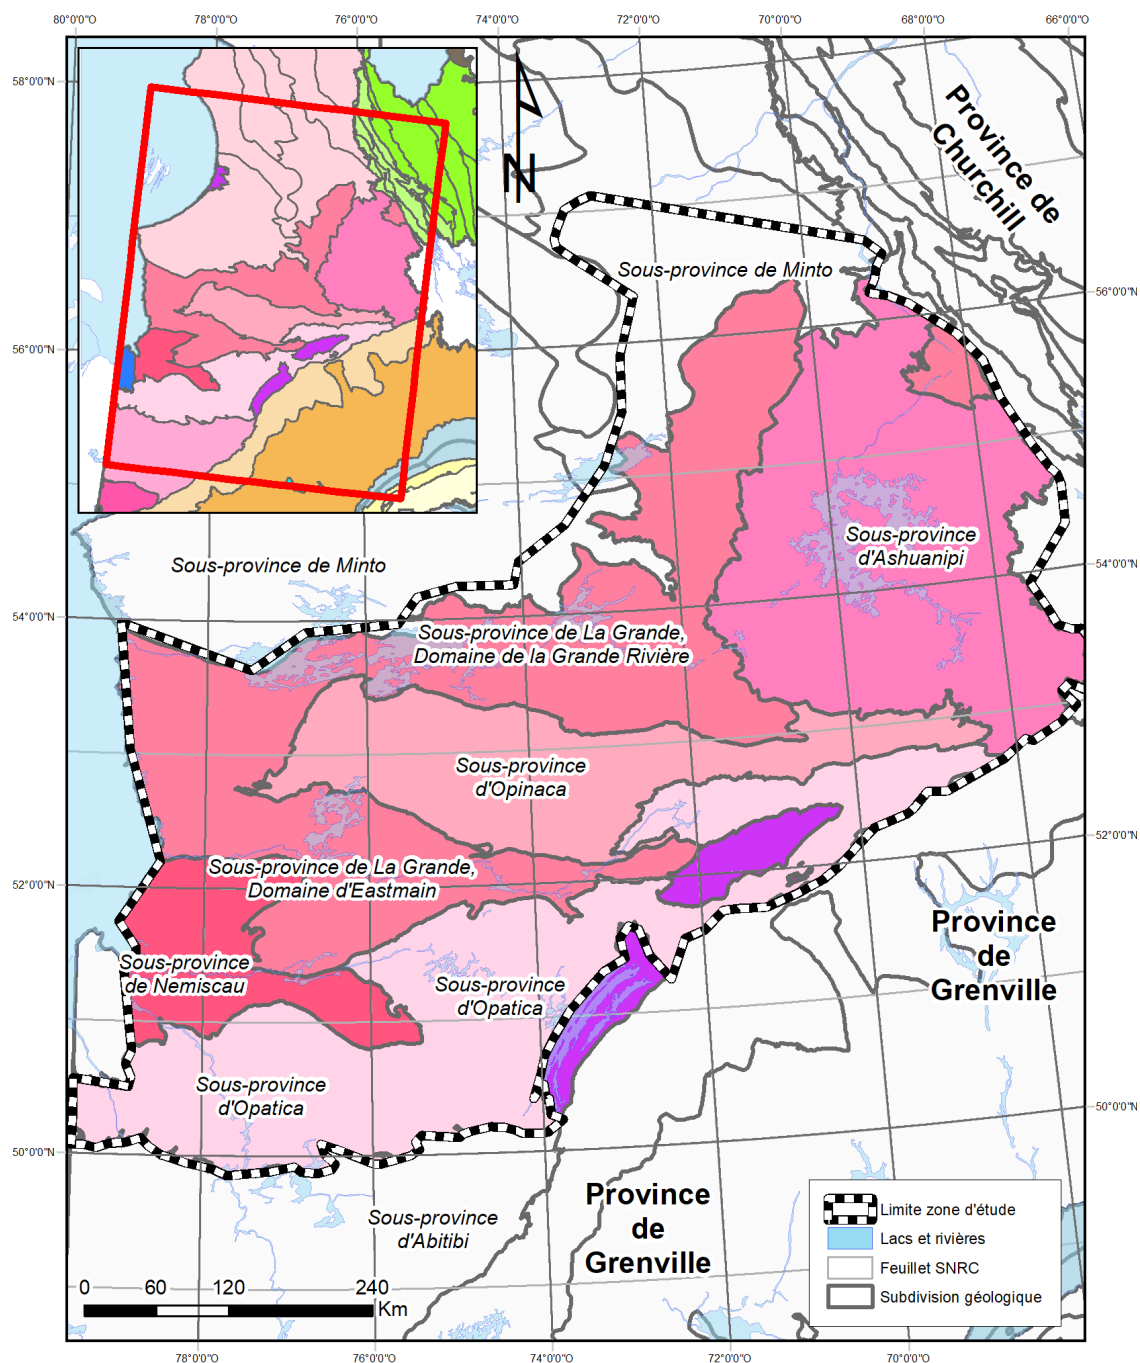 80°0'0"O 78°0'0"O 76°0'0"O 74°0'0"O 72°0'0"O 70°0'0"O 68°0'0"O 66°0'0"O
58°0'0"N
Province de
Churchill
N
Sous-province de Minto
56°0'0"N
56°0'0"N
Sous-province
d'Ashuanipi
Sous-province de Minto
54°0'0"N
54°0'0"N
Sous-province de La Grande,
Domaine de la Grande Rivière
Sous-province
d'Opinaca
52°0'0"N
Sous-province de La Grande,
Domaine d'Eastmain
52°0'0"N
Province
de
Grenville
Sous-province
de Nemiscau
Sous-province
d'Opatica
Sous-province
d'Opatica
50°0'0"N
50°0'0"N
Province
de
Grenville
Sous-province
d'Abitibi
Limite zone d'étude
Lacs et rivières
Feuillet SNRC
Subdivision géologique
0 60 120 240
Km
78°0'0"O 76°0'0"O 74°0'0"O 72°0'0"O 70°0'0"O